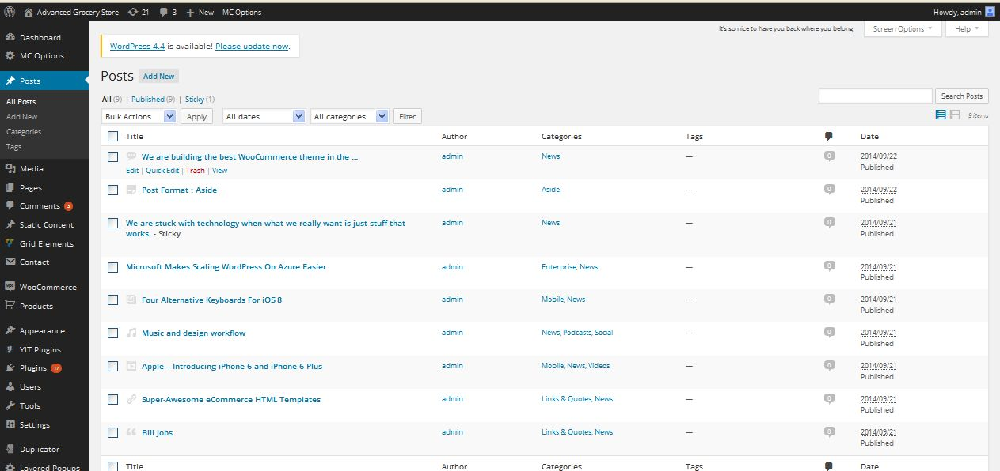 Advanced Grocery Store 21 3 New MC Options Howdy, admin
It's so nice to have you back where you belong Screen Options Help
Dashboard
MC Options
Posts
All Posts
Add New
Categories
Tags
Media
Pages
Comments 3
Static Content
Grid Elements
Contact
WooCommerce
Products
Appearance
YIT Plugins
Plugins 17
Users
Tools
Settings
Duplicator
Layered Popups
WordPress 4.4 is available! Please update now.
Posts Add New
All (9) | Published (9) | Sticky (1)
Search Posts
Bulk Actions Apply All dates All categories Filter
9 items
Title Author Categories Tags Date
We are building the best WooCommerce theme in the ... admin News — 0 2014/09/22
Edit | Quick Edit | Trash | View Published
Post Format : Aside admin Aside — 0 2014/09/22
Published
We are stuck with technology when what we really want is just stuff that admin News — 0 2014/09/21
works. - Sticky Published
Microsoft Makes Scaling WordPress On Azure Easier admin Enterprise, News — 0 2014/09/21
Published
Four Alternative Keyboards For iOS 8 admin Mobile, News — 0 2014/09/21
Published
Music and design workflow admin News, Podcasts, Social — 0 2014/09/21
Published
Apple – Introducing iPhone 6 and iPhone 6 Plus admin Mobile, News, Videos — 0 2014/09/21
Published
Super-Awesome eCommerce HTML Templates admin Links & Quotes, News — 0 2014/09/21
Published
Bill Jobs admin Links & Quotes, News — 0 2014/09/21
Published
Title Author Categories Tags Date